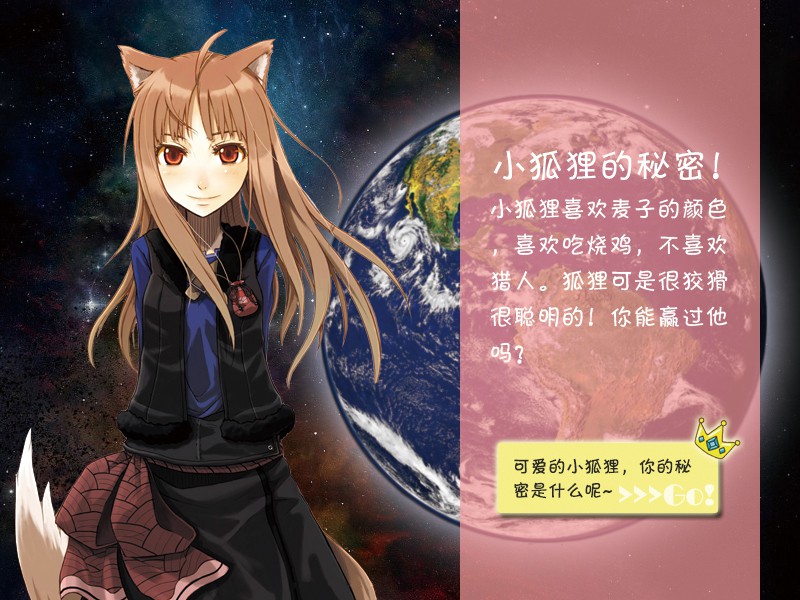 小狐狸的秘密！
小狐狸喜欢麦子的颜色
，喜欢吃烧鸡，不喜欢
猎人。狐狸可是很狡猾
很聪明的！你能赢过他
吗？
可爱的小狐狸，你的秘
密是什么呢~ >>>Go!